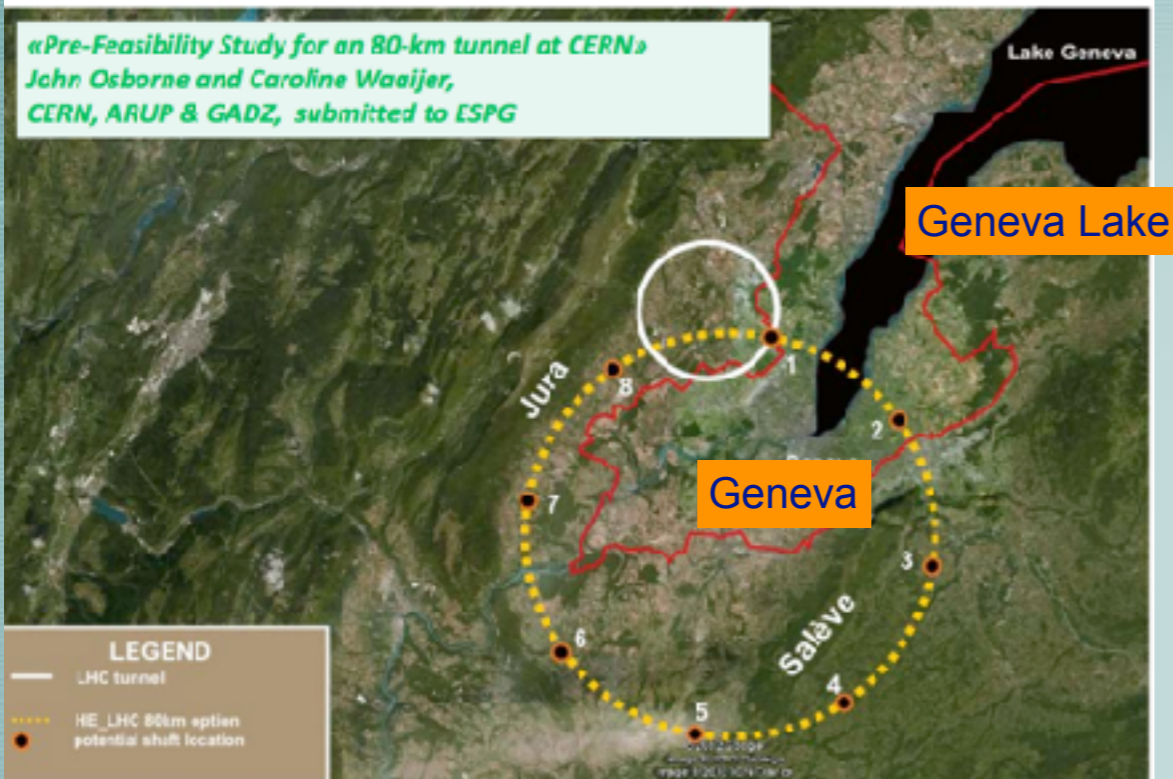 «Pre-Feasibility Study for an 80-km tunnel at CERN»
John Osborne and Caroline Waaijer,
CERN, ARUP & GADZ, submitted to ESPG
Lake Geneva
Geneva Lake
Jura
8
1
2
7
Geneva
3
Salève
6
4
5
LEGEND
LHC tunnel
HE_LHC 80km option
potential shaft location